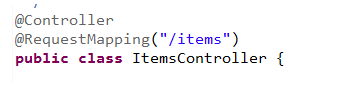 @Controller
@RequestMapping("/items")
public class ItemsController {